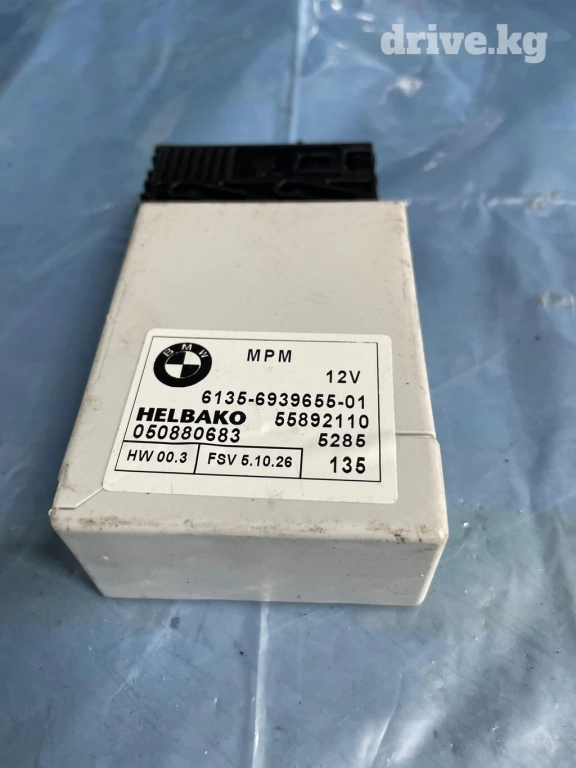 drive.kg
BMW
MPM
12V
6135-6939655-01
HELBAKO 55892110
050880683 5285
HW 00.3 FSV 5.10.26 135